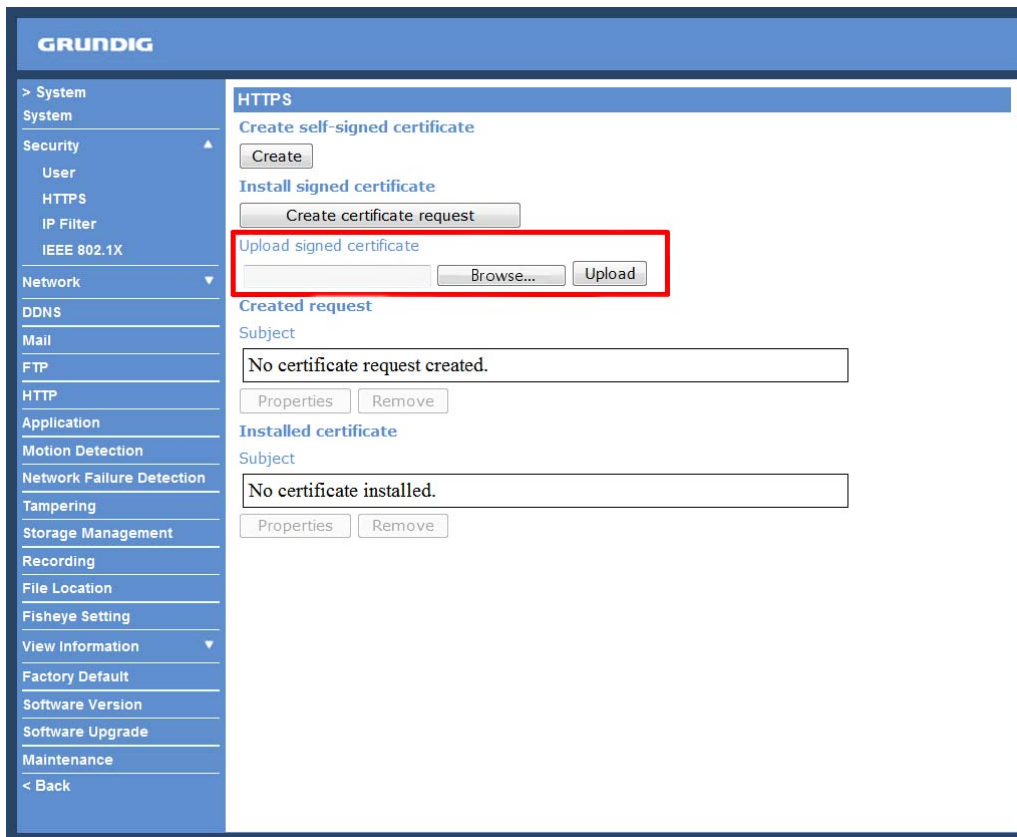 GRUNDIG
> System
System
Security
User
HTTPS
IP Filter
IEEE 802.1X
Network
DDNS
Mail
FTP
HTTP
Application
Motion Detection
Network Failure Detection
Tampering
Storage Management
Recording
File Location
Fisheye Setting
View Information
Factory Default
Software Version
Software Upgrade
Maintenance
< Back
HTTPS
Create self-signed certificate
Create
Install signed certificate
Create certificate request
Upload signed certificate
Browse... Upload
Created request
Subject
No certificate request created.
Properties Remove
Installed certificate
Subject
No certificate installed.
Properties Remove